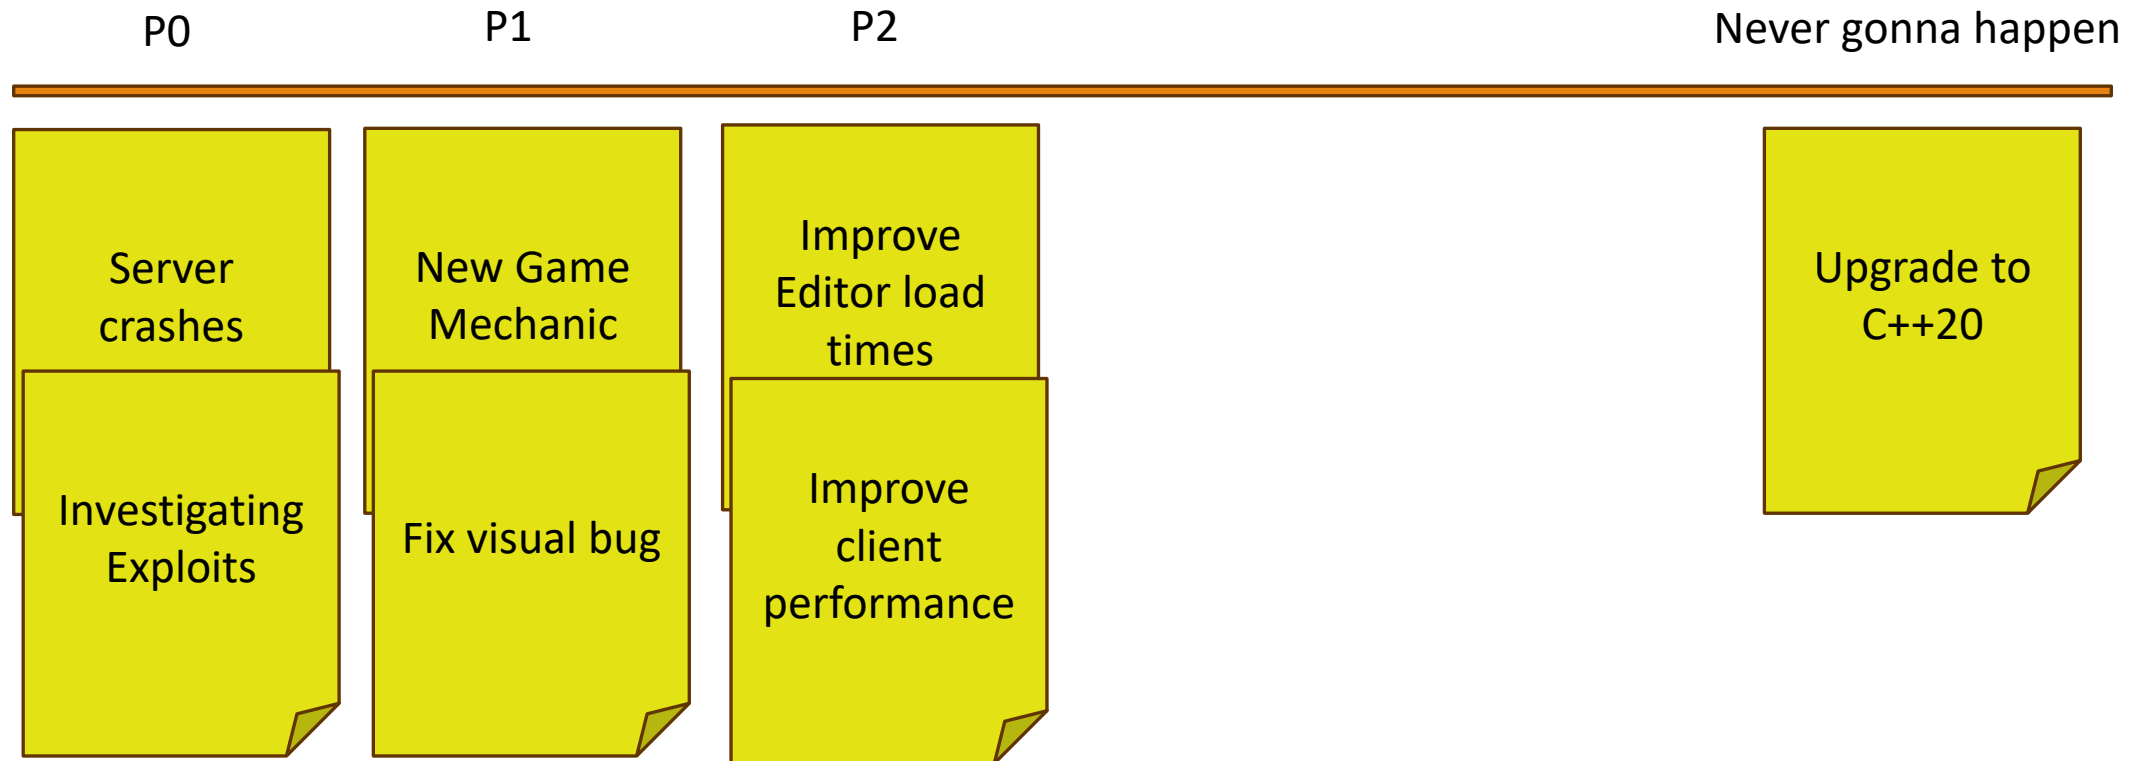 P0
P1
P2
Never gonna happen
Server
crashes
Investigating
Exploits
New Game
Mechanic
Fix visual bug
Improve
Editor load
times
Improve
client
performance
Upgrade to
C++20